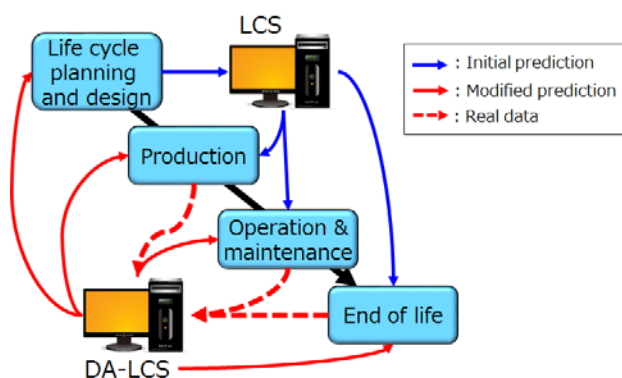 LCS
Life cycle
planning
and design
: Initial prediction
: Modified prediction
: Real data
Production
Operation &
maintenance
End of life
DA-LCS